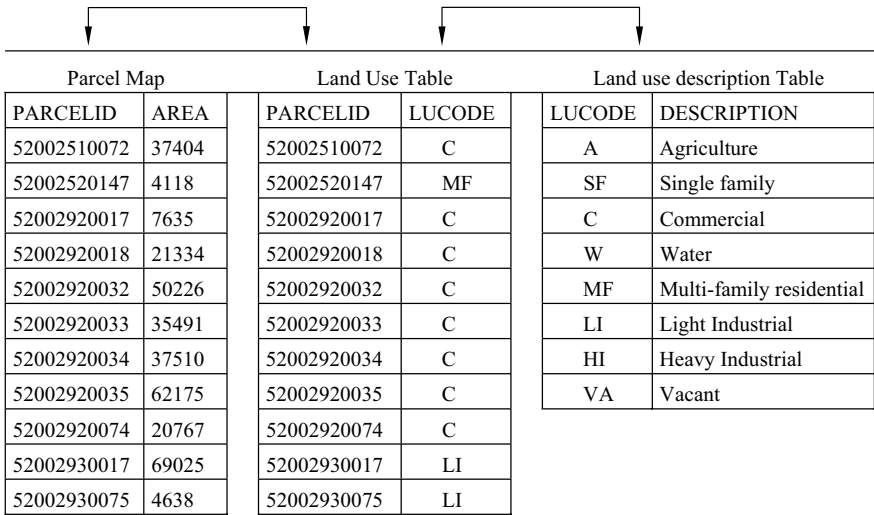 Parcel Map Land Use Table Land use description Table
PARCELID AREA PARCELID LUCODE LUCODE DESCRIPTION
52002510072 37404 52002510072 C A Agriculture
52002520147 4118 52002520147 MF SF Single family
52002920017 7635 52002920017 C C Commercial
52002920018 21334 52002920018 C W Water
52002920032 50226 52002920032 C MF Multi-family residential
52002920033 35491 52002920033 C LI Light Industrial
52002920034 37510 52002920034 C HI Heavy Industrial
52002920035 62175 52002920035 C VA Vacant
52002920074 20767 52002920074 C
52002930017 69025 52002930017 LI
52002930075 4638 52002930075 LI